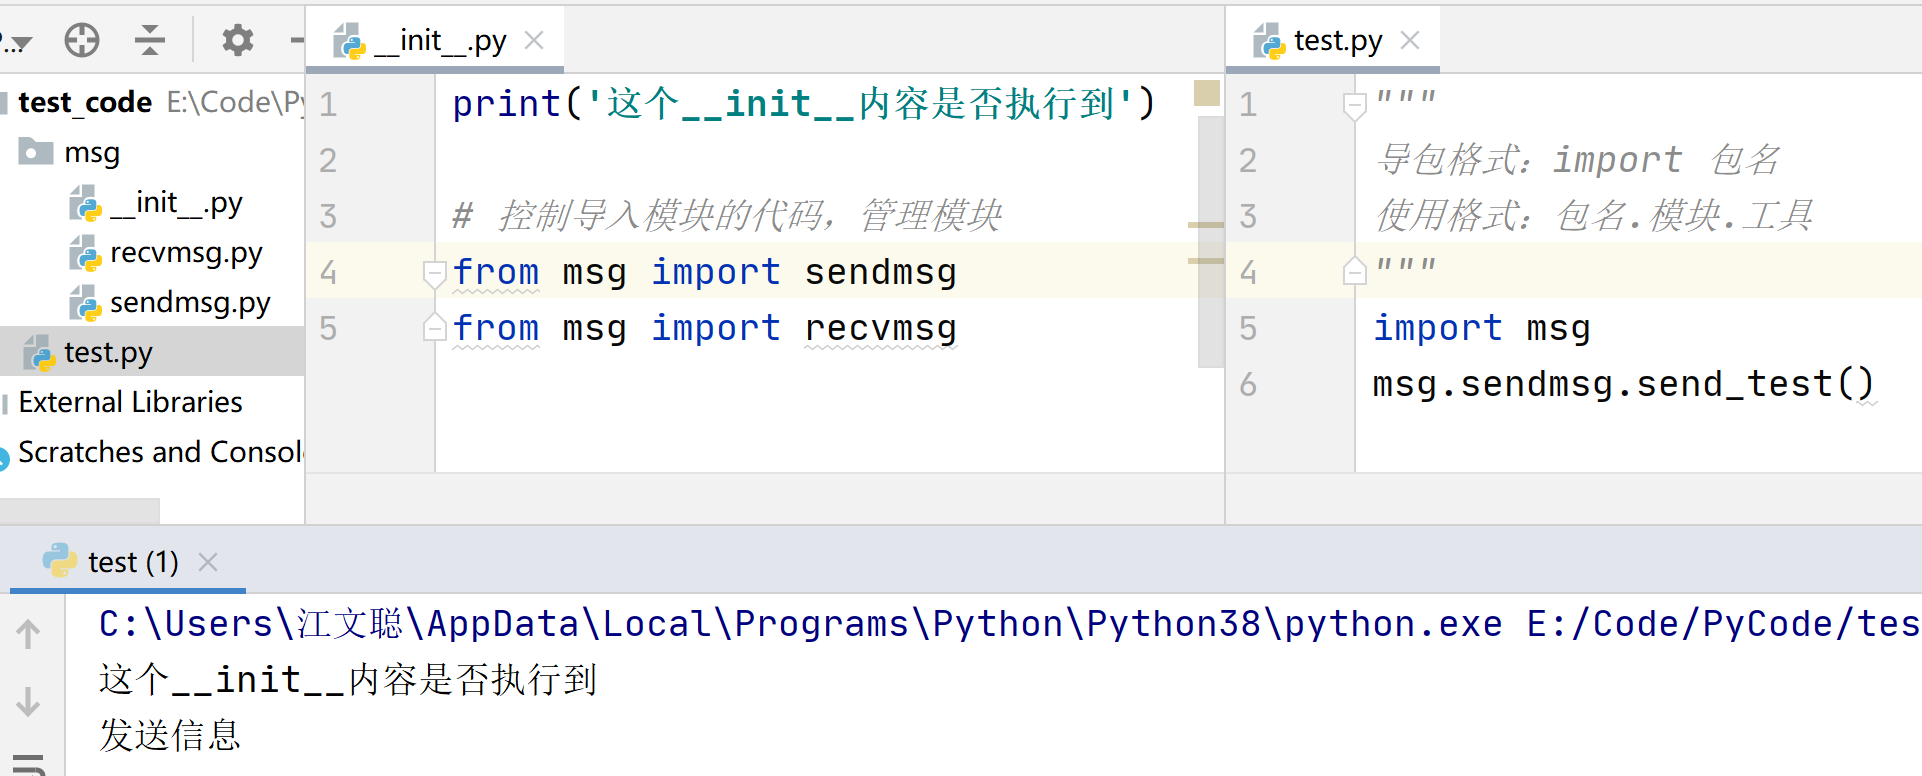 __init__.py
test.py
test_code E:\Code\Py
msg
__init__.py
recvmsg.py
sendmsg.py
test.py
External Libraries
Scratches and Consol
1 print('这个__init__内容是否执行到')
2
3 # 控制导入模块的代码，管理模块
4 from msg import sendmsg
5 from msg import recvmsg
1 """
2 导包格式：import 包名
3 使用格式：包名.模块.工具
4 """
5 import msg
6 msg.sendmsg.send_test()
test (1)
C:\Users\江文聪\AppData\Local\Programs\Python\Python38\python.exe E:/Code/PyCode/tes
这个__init__内容是否执行到
发送信息